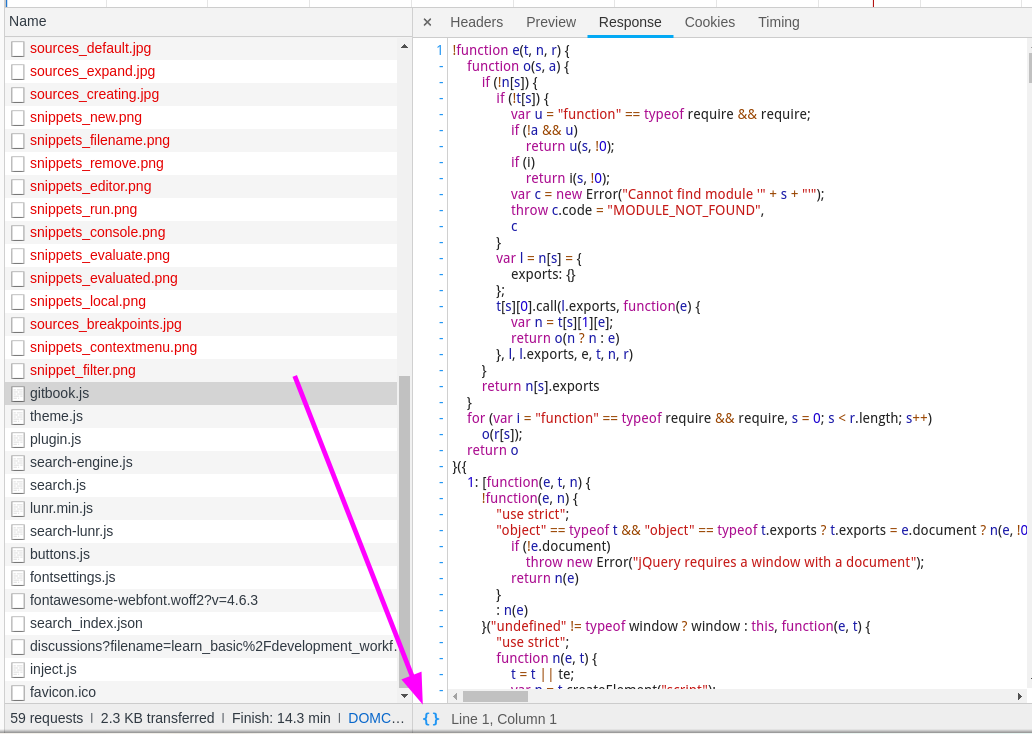 Name
sources_default.jpg
sources_expand.jpg
sources_creating.jpg
snippets_new.png
snippets_filename.png
snippets_remove.png
snippets_editor.png
snippets_run.png
snippets_console.png
snippets_evaluate.png
snippets_evaluated.png
snippets_local.png
sources_breakpoints.jpg
snippets_contextmenu.png
snippet_filter.png
gitbook.js
theme.js
plugin.js
search-engine.js
search.js
lunr.min.js
search-lunr.js
buttons.js
fontsettings.js
fontawesome-webfont.woff2?v=4.6.3
search_index.json
discussions?filename=learn_basic%2Fdevelopment_workf…
inject.js
favicon.ico
59 requests | 2.3 KB transferred | Finish: 14.3 min | DOMC…
× Headers Preview Response Cookies Timing
1 !function e(t, n, r) {
- function o(s, a) {
- if (!n[s]) {
- if (!t[s]) {
- var u = "function" == typeof require && require;
- if (!a && u)
- return u(s, !0);
- if (i)
- return i(s, !0);
- var c = new Error("Cannot find module '" + s + "'");
- throw c.code = "MODULE_NOT_FOUND",
- c
- }
- var l = n[s] = {
- exports: {}
- };
- t[s][0].call(l.exports, function(e) {
- var n = t[s][1][e];
- return o(n ? n : e)
- }, l, l.exports, e, t, n, r)
- }
- return n[s].exports
- }
- for (var i = "function" == typeof require && require, s = 0; s < r.length; s++)
- o(r[s]);
- return o
- }({
- 1: [function(e, t, n) {
- !function(e, n) {
- "use strict";
- "object" == typeof t && "object" == typeof t.exports ? t.exports = e.document ? n(e, !0
- if (!e.document)
- throw new Error("jQuery requires a window with a document");
- return n(e)
- }
- : n(e)
- }("undefined" != typeof window ? window : this, function(e, t) {
- "use strict";
- function n(e, t) {
- t = t || te;
- var n = t.createElement("script");
{} Line 1, Column 1